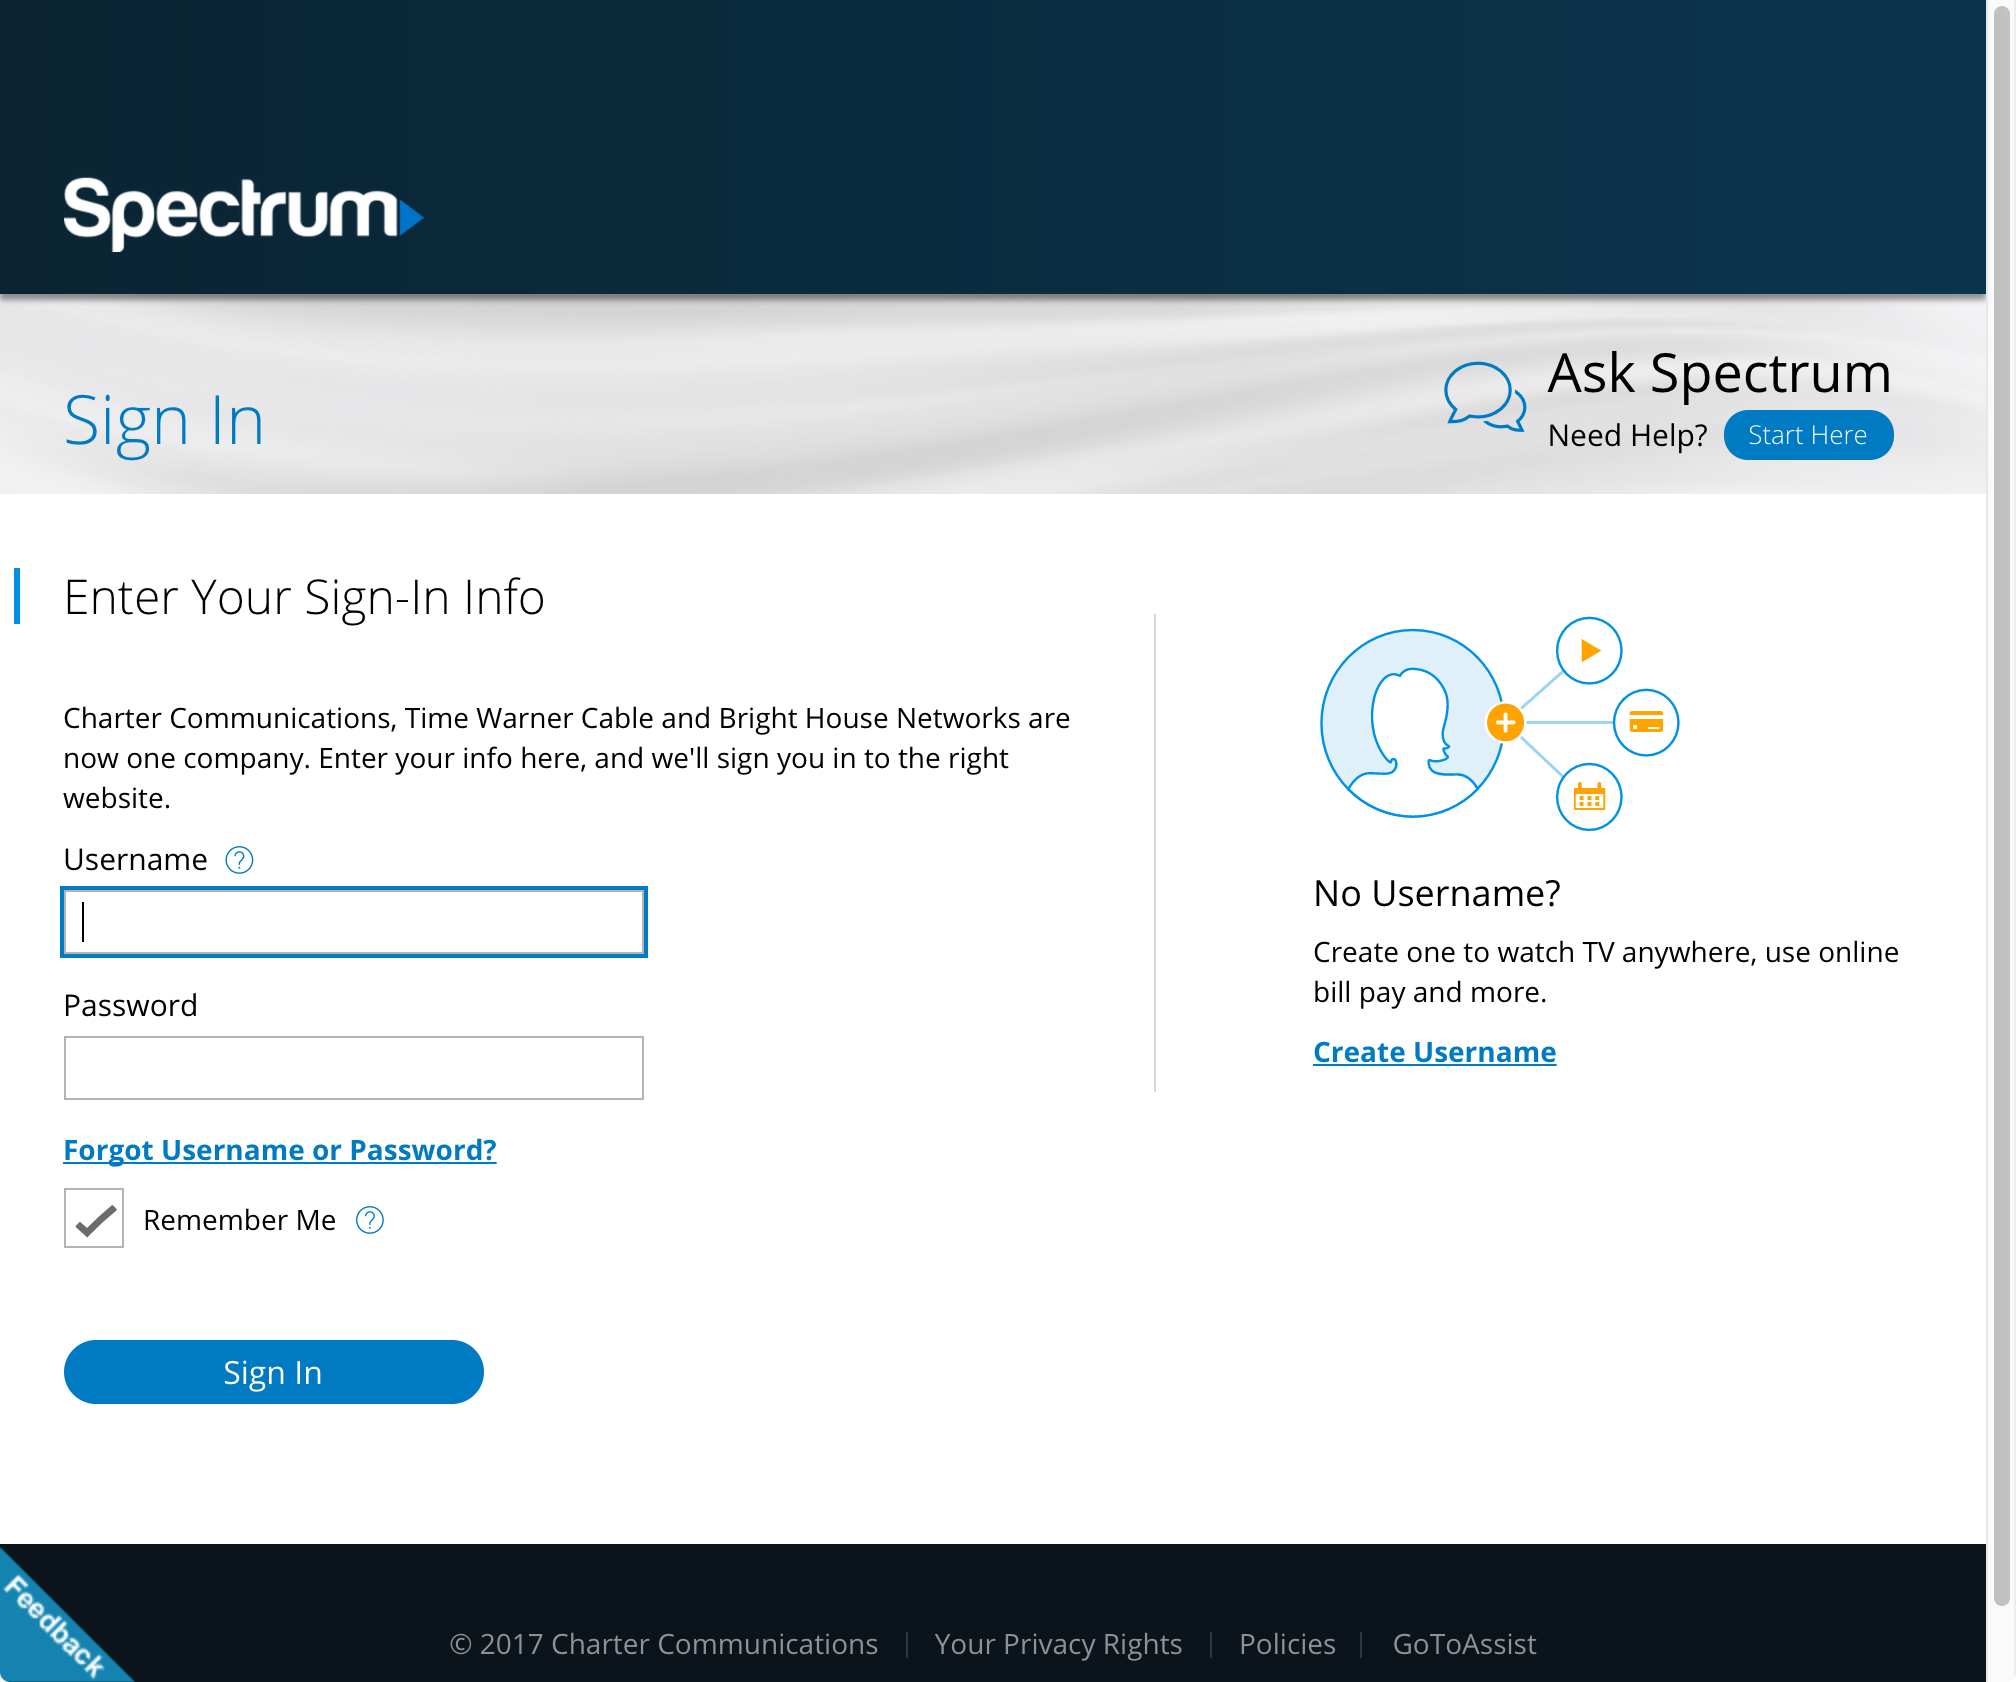 Spectrum
Sign In
Ask Spectrum
Need Help? Start Here
Enter Your Sign-In Info
Charter Communications, Time Warner Cable and Bright House Networks are
now one company. Enter your info here, and we'll sign you in to the right
website.
Username ?
Password
Forgot Username or Password?
Remember Me ?
Sign In
No Username?
Create one to watch TV anywhere, use online
bill pay and more.
Create Username
Feedback
© 2017 Charter Communications | Your Privacy Rights | Policies | GoToAssist